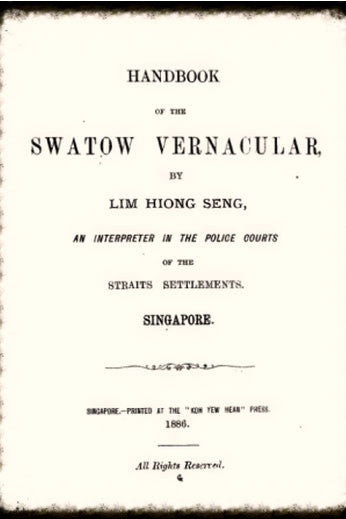 HANDBOOK
OF THE
SWATOW VERNACULAR,
BY
LIM HIONG SENG,
AN INTERPRETER IN THE POLICE COURTS
OF THE
STRAITS SETTLEMENTS.
SINGAPORE.
SINGAPORE.—PRINTED AT THE "KOH YEW HEAN" PRESS.
1886.
All Rights Reserved.